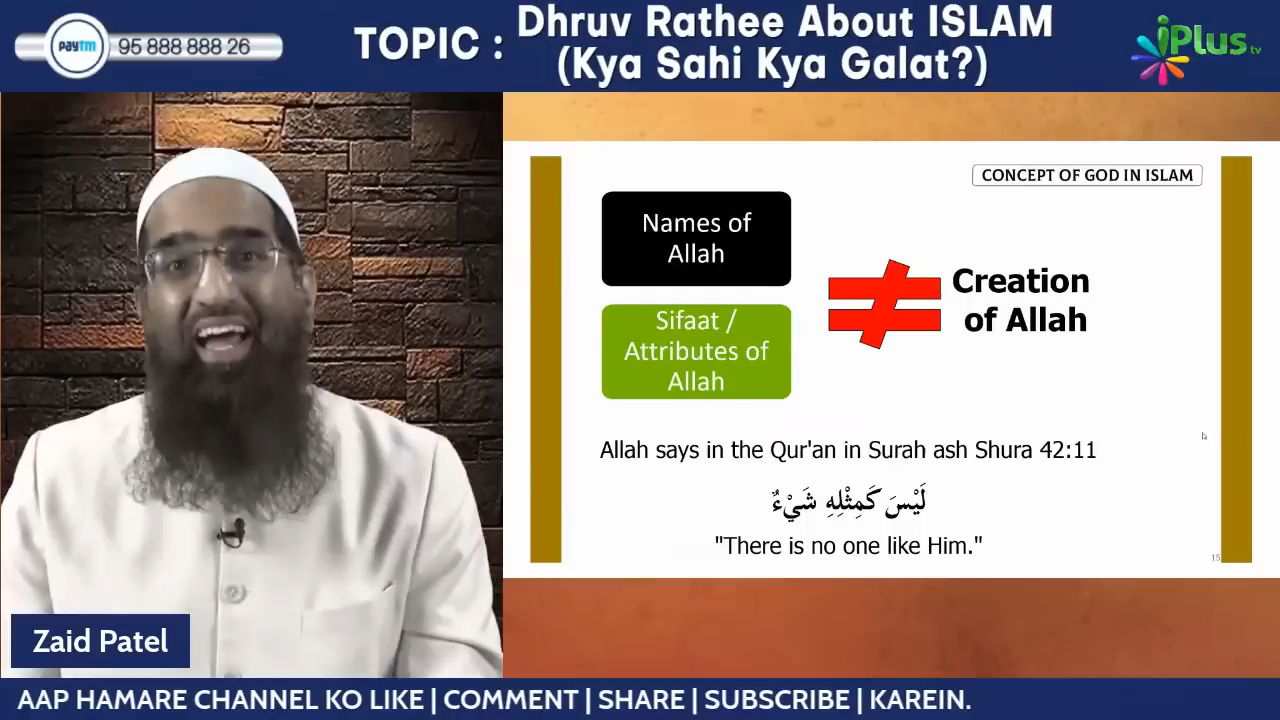 paytm
95 888 888 26
TOPIC :
Dhruv Rathee About ISLAM
(Kya Sahi Kya Galat?)
iPlus tv
CONCEPT OF GOD IN ISLAM
Names of
Allah
Sifaat /
Attributes of
Allah
Creation
of Allah
Allah says in the Qur'an in Surah ash Shura 42:11
لَيْسَ كَمِثْلِهِ شَيْءٌ
"There is no one like Him."
15
Zaid Patel
AAP HAMARE CHANNEL KO LIKE | COMMENT | SHARE | SUBSCRIBE | KAREIN.